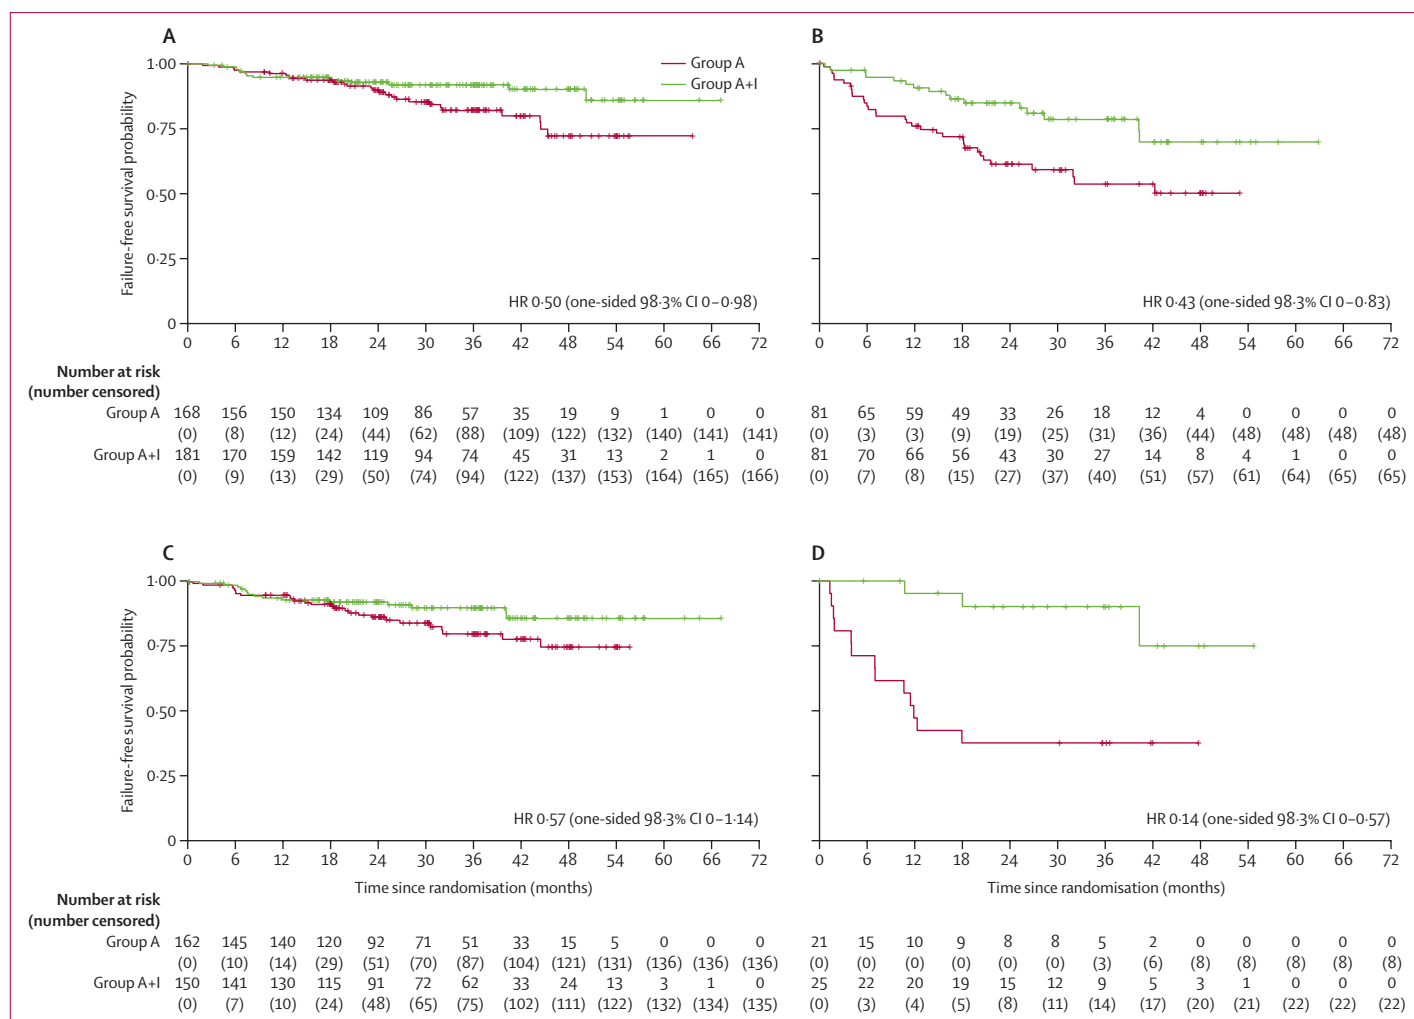 A
1·00
0·75
0·50
0·25
0
Failure-free survival probability
Group A
Group A+I
HR 0·50 (one-sided 98·3% CI 0–0·98)
0 6 12 18 24 30 36 42 48 54 60 66 72
B
HR 0·43 (one-sided 98·3% CI 0–0·83)
0 6 12 18 24 30 36 42 48 54 60 66 72
Number at risk
(number censored)
Group A 168 156 150 134 109 86 57 35 19 9 1 0 0 81 65 59 49 33 26 18 12 4 0 0 0 0
(0) (8) (12) (24) (44) (62) (88) (109) (122) (132) (140) (141) (141) (0) (3) (3) (9) (19) (25) (31) (36) (44) (48) (48) (48) (48)
Group A+I 181 170 159 142 119 94 74 45 31 13 2 1 0 81 70 66 56 43 30 27 14 8 4 1 0 0
(0) (9) (13) (29) (50) (74) (94) (122) (137) (153) (164) (165) (166) (0) (7) (8) (15) (27) (37) (40) (51) (57) (61) (64) (65) (65)
C
1·00
0·75
0·50
0·25
0
Failure-free survival probability
HR 0·57 (one-sided 98·3% CI 0–1·14)
0 6 12 18 24 30 36 42 48 54 60 66 72
Time since randomisation (months)
D
HR 0·14 (one-sided 98·3% CI 0–0·57)
0 6 12 18 24 30 36 42 48 54 60 66 72
Time since randomisation (months)
Number at risk
(number censored)
Group A 162 145 140 120 92 71 51 33 15 5 0 0 0 21 15 10 9 8 8 5 2 0 0 0 0 0
(0) (10) (14) (29) (51) (70) (87) (104) (121) (131) (136) (136) (136) (0) (0) (0) (0) (0) (0) (3) (6) (8) (8) (8) (8) (8)
Group A+I 150 141 130 115 91 72 62 33 24 13 3 1 0 25 22 20 19 15 12 9 5 3 1 0 0 0
(0) (7) (10) (24) (48) (65) (75) (102) (111) (122) (132) (134) (135) (0) (3) (4) (5) (8) (11) (14) (17) (20) (21) (22) (22) (22)